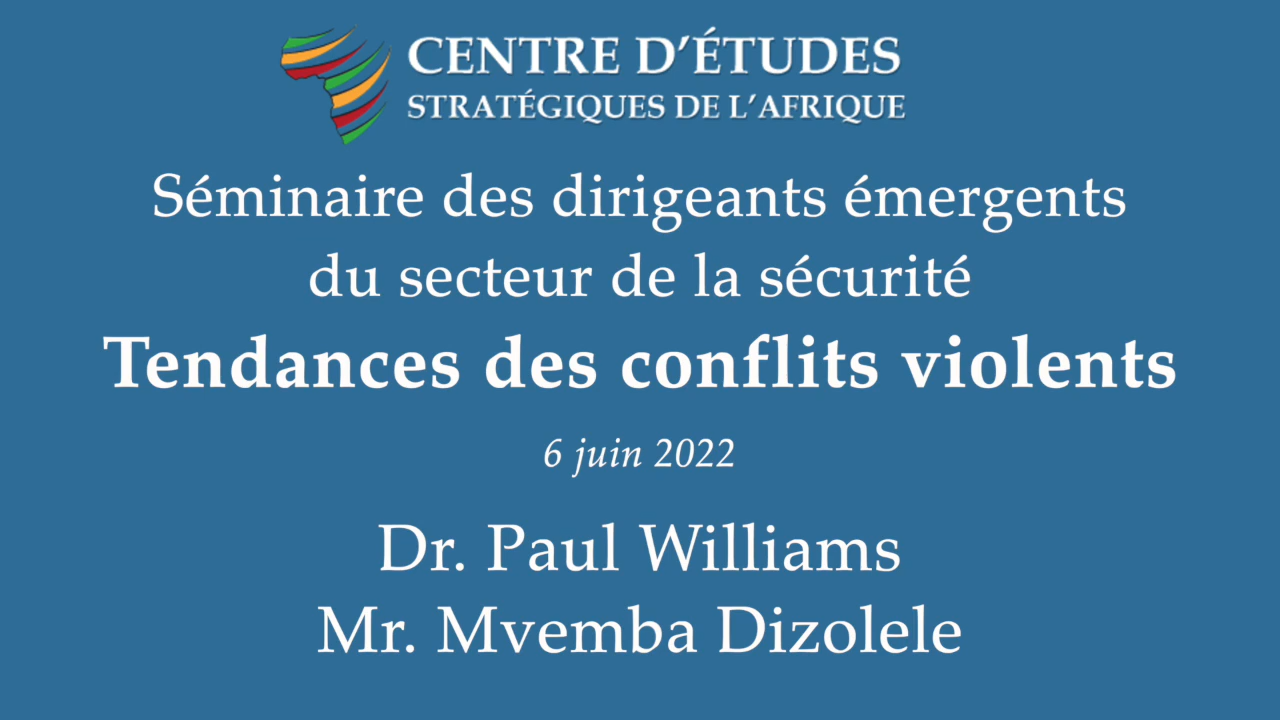 CENTRE D'ÉTUDES
STRATÉGIQUES DE L'AFRIQUE
Séminaire des dirigeants émergents
du secteur de la sécurité
Tendances des conflits violents
6 juin 2022
Dr. Paul Williams
Mr. Mvemba Dizolele